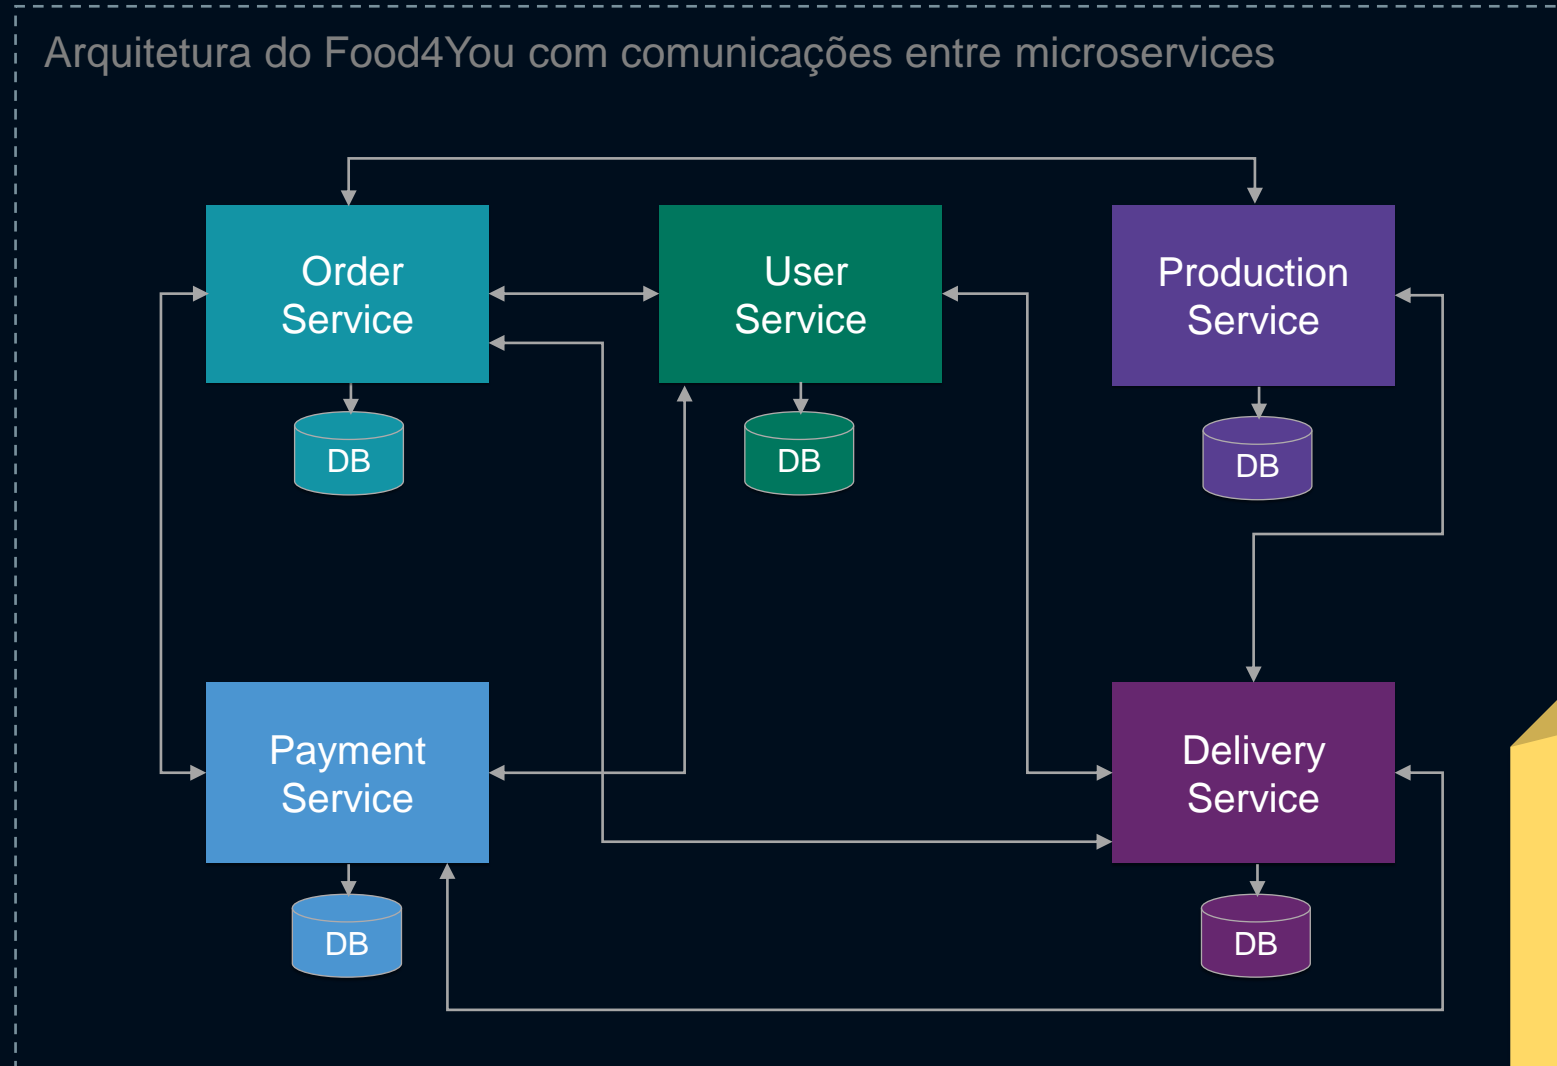 Arquitetura do Food4You com comunicações entre microservices
Order
Service
User
Service
Production
Service
DB
DB
DB
Payment
Service
Delivery
Service
DB
DB